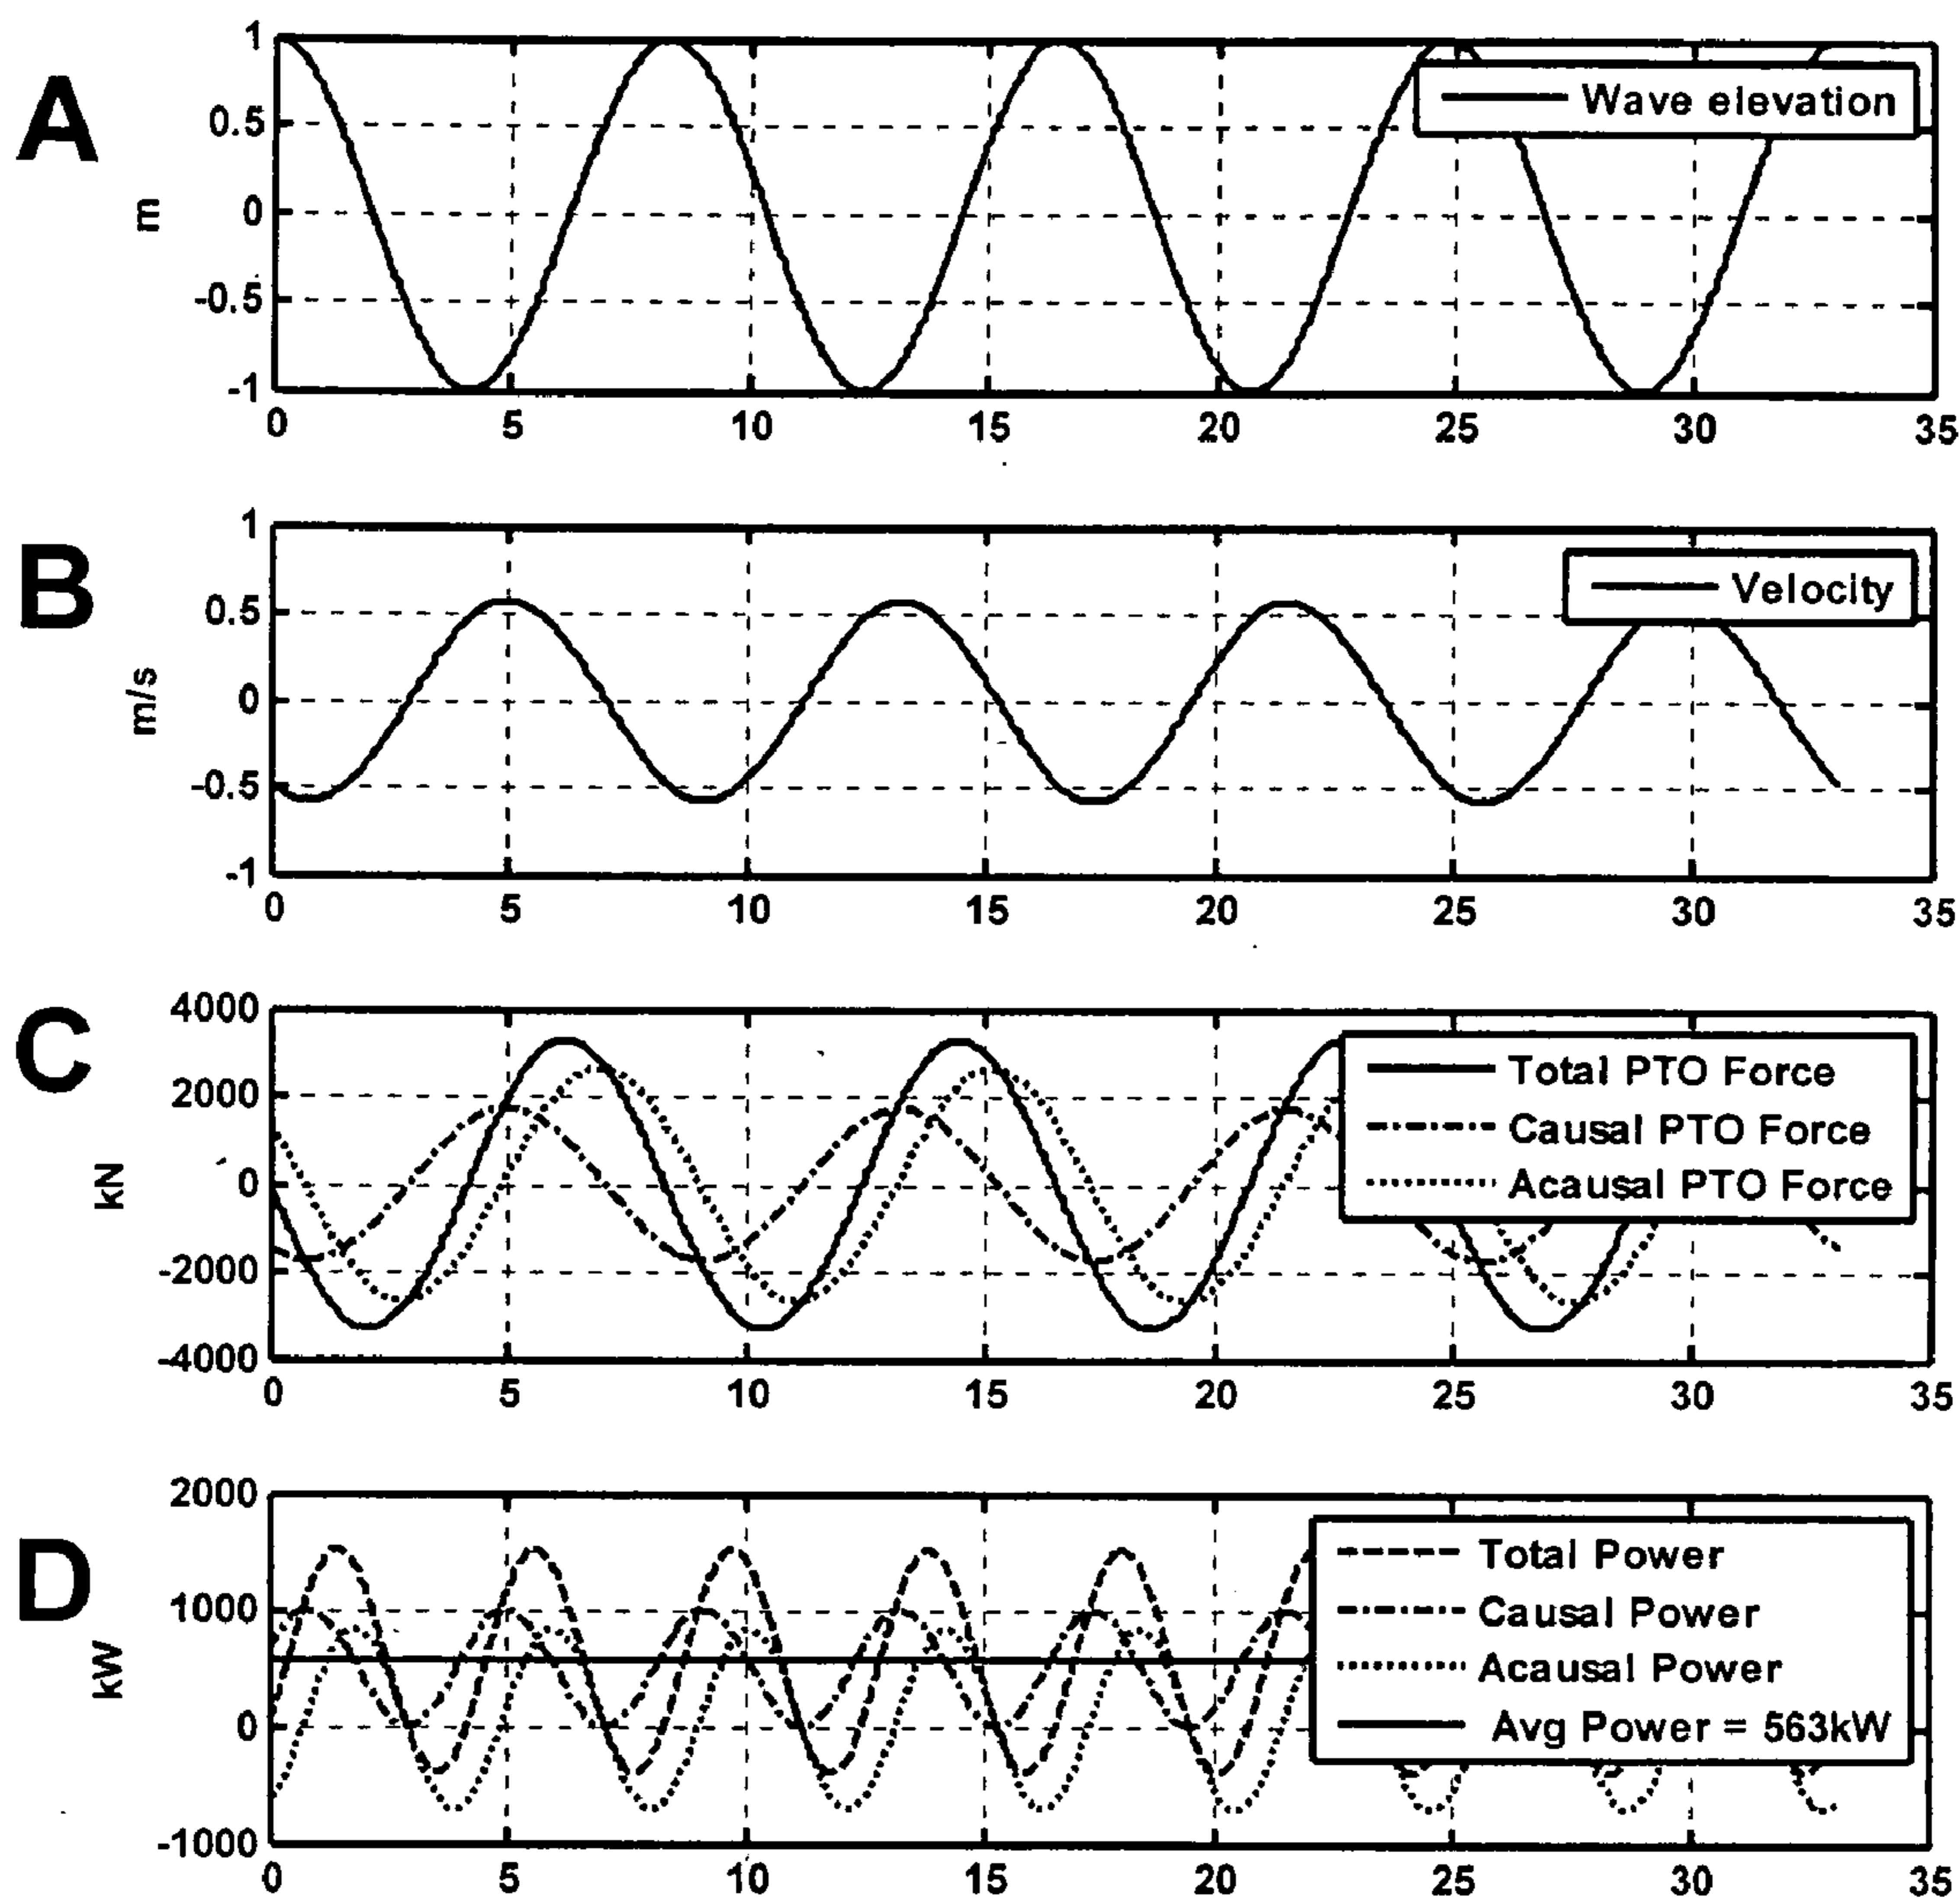 A
1
0.5
0
-0.5
-1
m
Wave elevation
0 5 10 15 20 25 30 35
B
1
0.5
0
-0.5
-1
m/s
Velocity
0 5 10 15 20 25 30 35
C
4000
2000
0
-2000
-4000
kN
Total PTO Force
Causal PTO Force
Acausal PTO Force
0 5 10 15 20 25 30 35
D
2000
1000
0
-1000
kW
Total Power
Causal Power
Acausal Power
Avg Power = 563kW
0 5 10 15 20 25 30 35